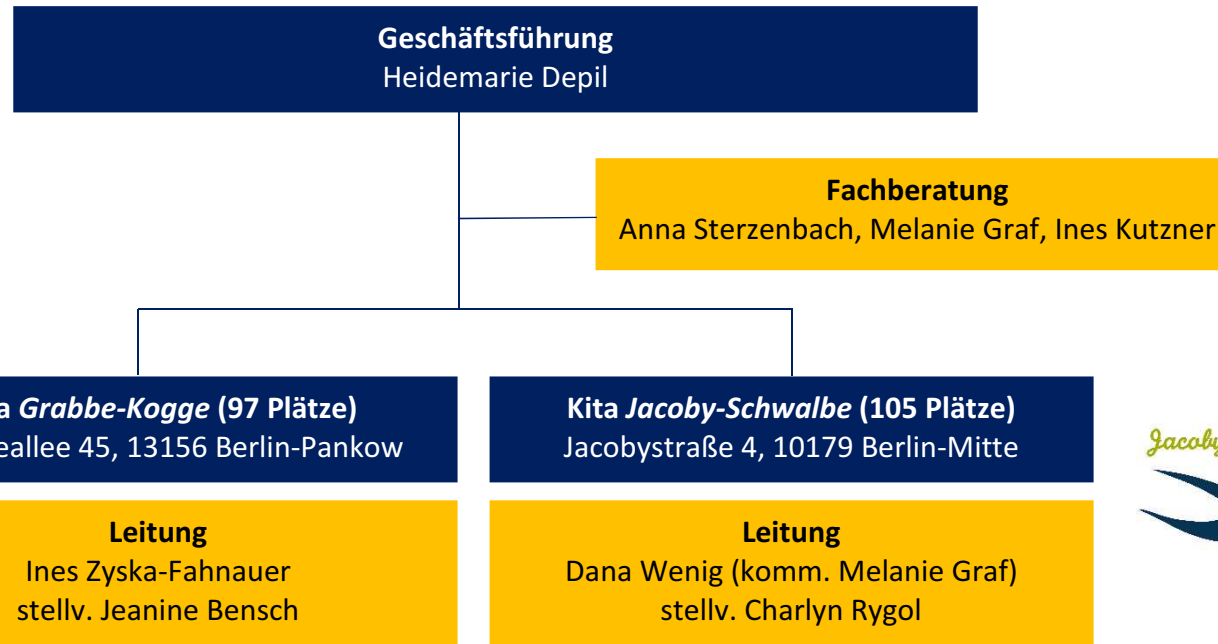 Geschäftsführung
Heidemarie Depil
Fachberatung
Anna Sterzenbach, Melanie Graf, Ines Kutzner
Grabbe-Kogge (97 Plätze)
45, 13156 Berlin-Pankow
Leitung
Ines Zyska-Fahnauer
stellv. Jeanine Bensch
Kita Jacoby-Schwalbe (105 Plätze)
Jacobystraße 4, 10179 Berlin-Mitte
Leitung
Dana Wenig (komm. Melanie Graf)
stellv. Charlyn Rygol
Jacoby